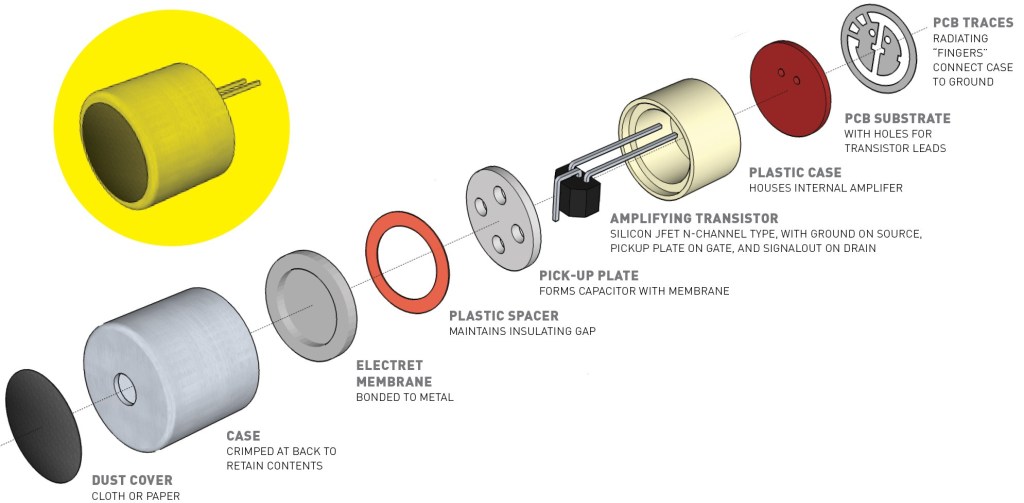 PCB TRACES
RADIATING
“FINGERS”
CONNECT CASE
TO GROUND
PCB SUBSTRATE
WITH HOLES FOR
TRANSISTOR LEADS
PLASTIC CASE
HOUSES INTERNAL AMPLIFER
AMPLIFYING TRANSISTOR
SILICON JFET N-CHANNEL TYPE, WITH GROUND ON SOURCE,
PICKUP PLATE ON GATE, AND SIGNALOUT ON DRAIN
PICK-UP PLATE
FORMS CAPACITOR WITH MEMBRANE
PLASTIC SPACER
MAINTAINS INSULATING GAP
ELECTRET
MEMBRANE
BONDED TO METAL
CASE
CRIMPED AT BACK TO
RETAIN CONTENTS
DUST COVER
CLOTH OR PAPER